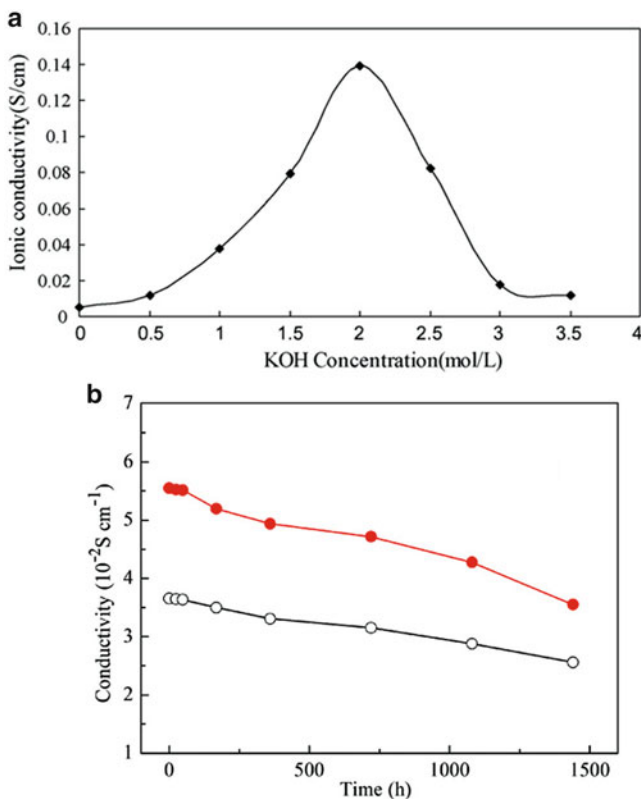 a
Ionic conductivity(S/cm)
0.16
0.14
0.12
0.1
0.08
0.06
0.04
0.02
0
0 0.5 1 1.5 2 2.5 3 3.5 4
KOH Concentration(mol/L)
b
Conductivity (10⁻²S cm⁻¹)
7
6
5
4
3
2
1
0 500 1000 1500
Time (h)